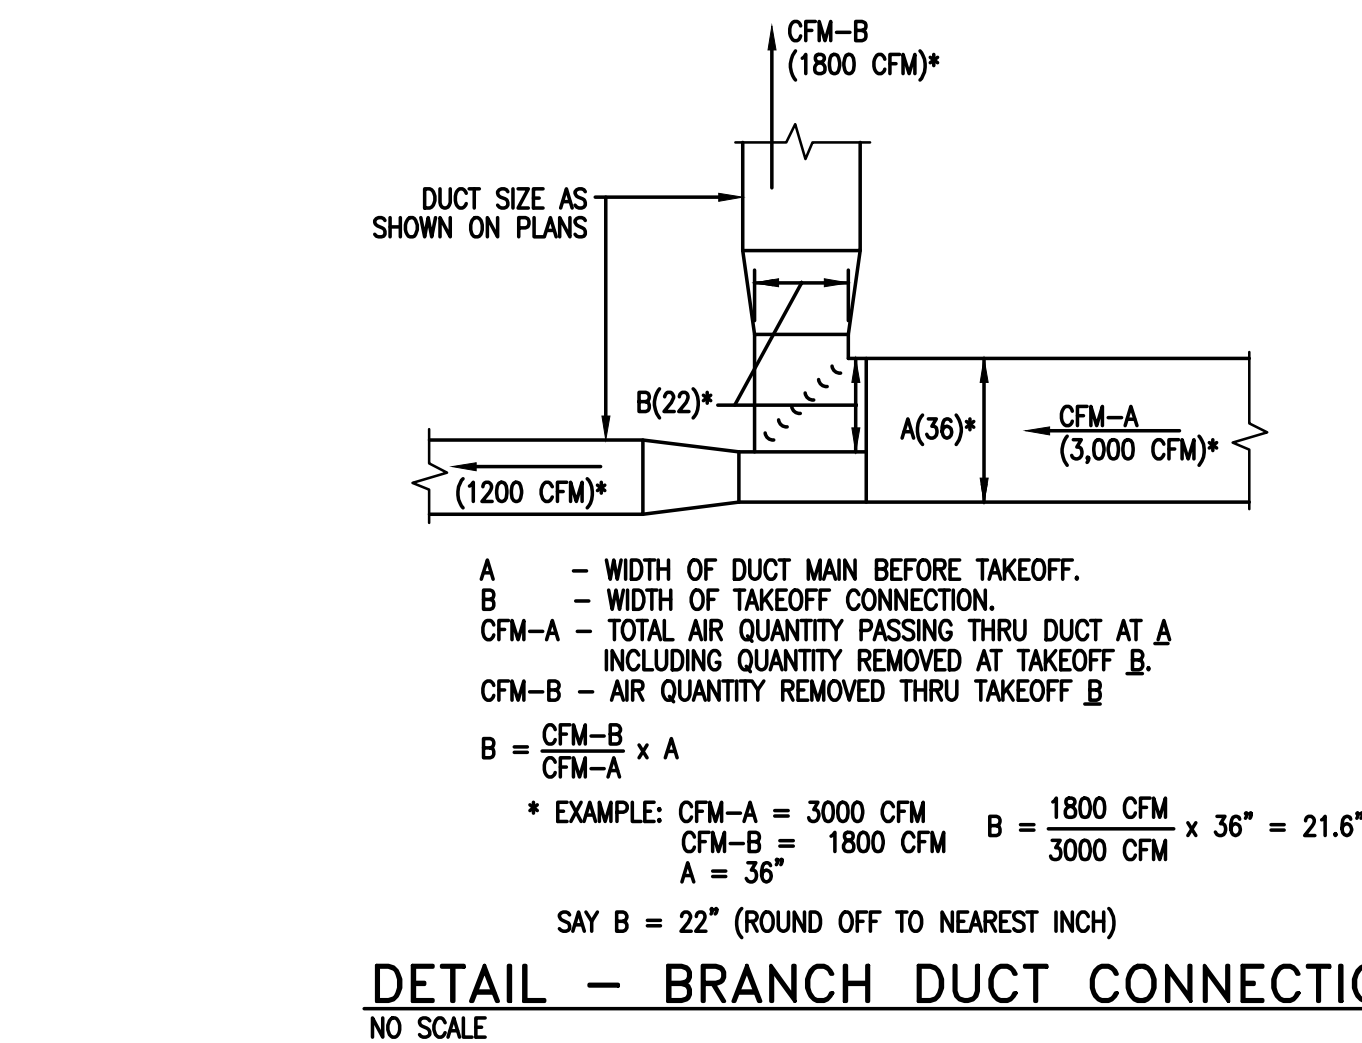 CFM-B
(1800 CFM)*
DUCT SIZE AS
SHOWN ON PLANS
B(22)*
A(36)*
CFM-A
(3,000 CFM)*
(1200 CFM)*
A - WIDTH OF DUCT MAIN BEFORE TAKEOFF.
B - WIDTH OF TAKEOFF CONNECTION.
CFM-A - TOTAL AIR QUANTITY PASSING THRU DUCT AT A
INCLUDING QUANTITY REMOVED AT TAKEOFF B.
CFM-B - AIR QUANTITY REMOVED THRU TAKEOFF B
B = CFM-B / CFM-A x A
* EXAMPLE: CFM-A = 3000 CFM
CFM-B = 1800 CFM
A = 36"
B = 1800 CFM / 3000 CFM x 36" = 21.6"
SAY B = 22" (ROUND OFF TO NEAREST INCH)
DETAIL - BRANCH DUCT
NO SCALE